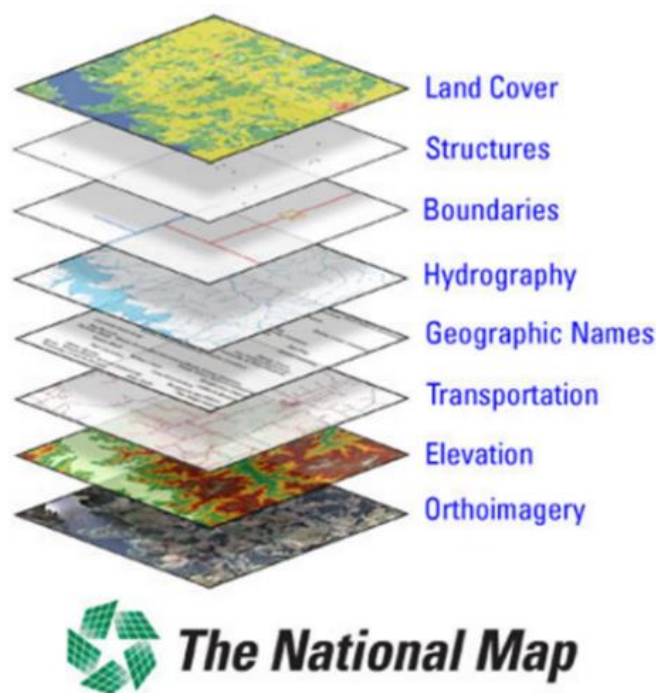 Land Cover
Structures
Boundaries
Hydrography
Geographic Names
Transportation
Elevation
Orthoimagery
The National Map